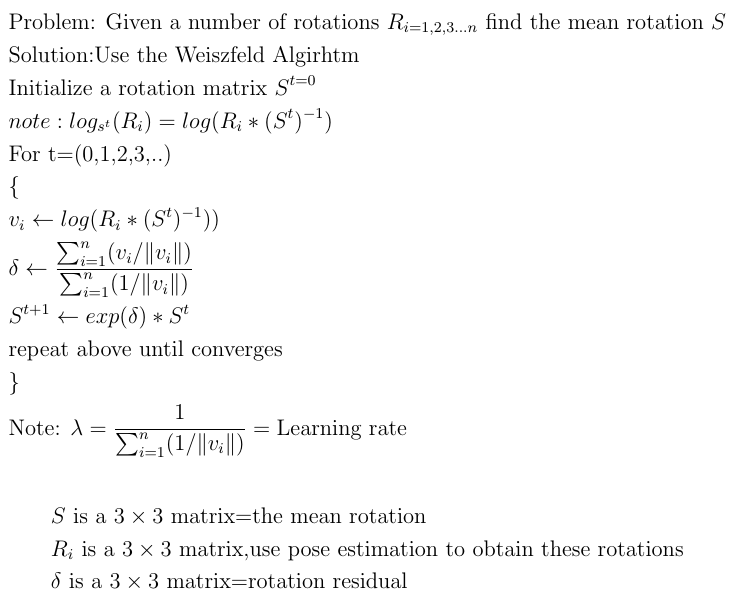 Problem: Given a number of rotations $R_{i=1,2,3...n}$ find the mean rotation $S$
Solution:Use the Weiszfeld Algirhtm
Initialize a rotation matrix $S^{t=0}$
$note : log_{s^t}(R_i) = log(R_i * (S^t)^{-1})$
For t=(0,1,2,3,..)
{
$v_i \leftarrow log(R_i * (S^t)^{-1}))$
$\delta \leftarrow \frac{\sum_{i=1}^{n}(v_i/\|v_i\|)}{\sum_{i=1}^{n}(1/\|v_i\|)}$
$S^{t+1} \leftarrow exp(\delta) * S^t$
repeat above until converges
}
Note: $\lambda = \frac{1}{\sum_{i=1}^{n}(1/\|v_i\|)}$ = Learning rate
$S$ is a $3 \times 3$ matrix=the mean rotation
$R_i$ is a $3 \times 3$ matrix,use pose estimation to obtain these rotations
$\delta$ is a $3 \times 3$ matrix=rotation residual